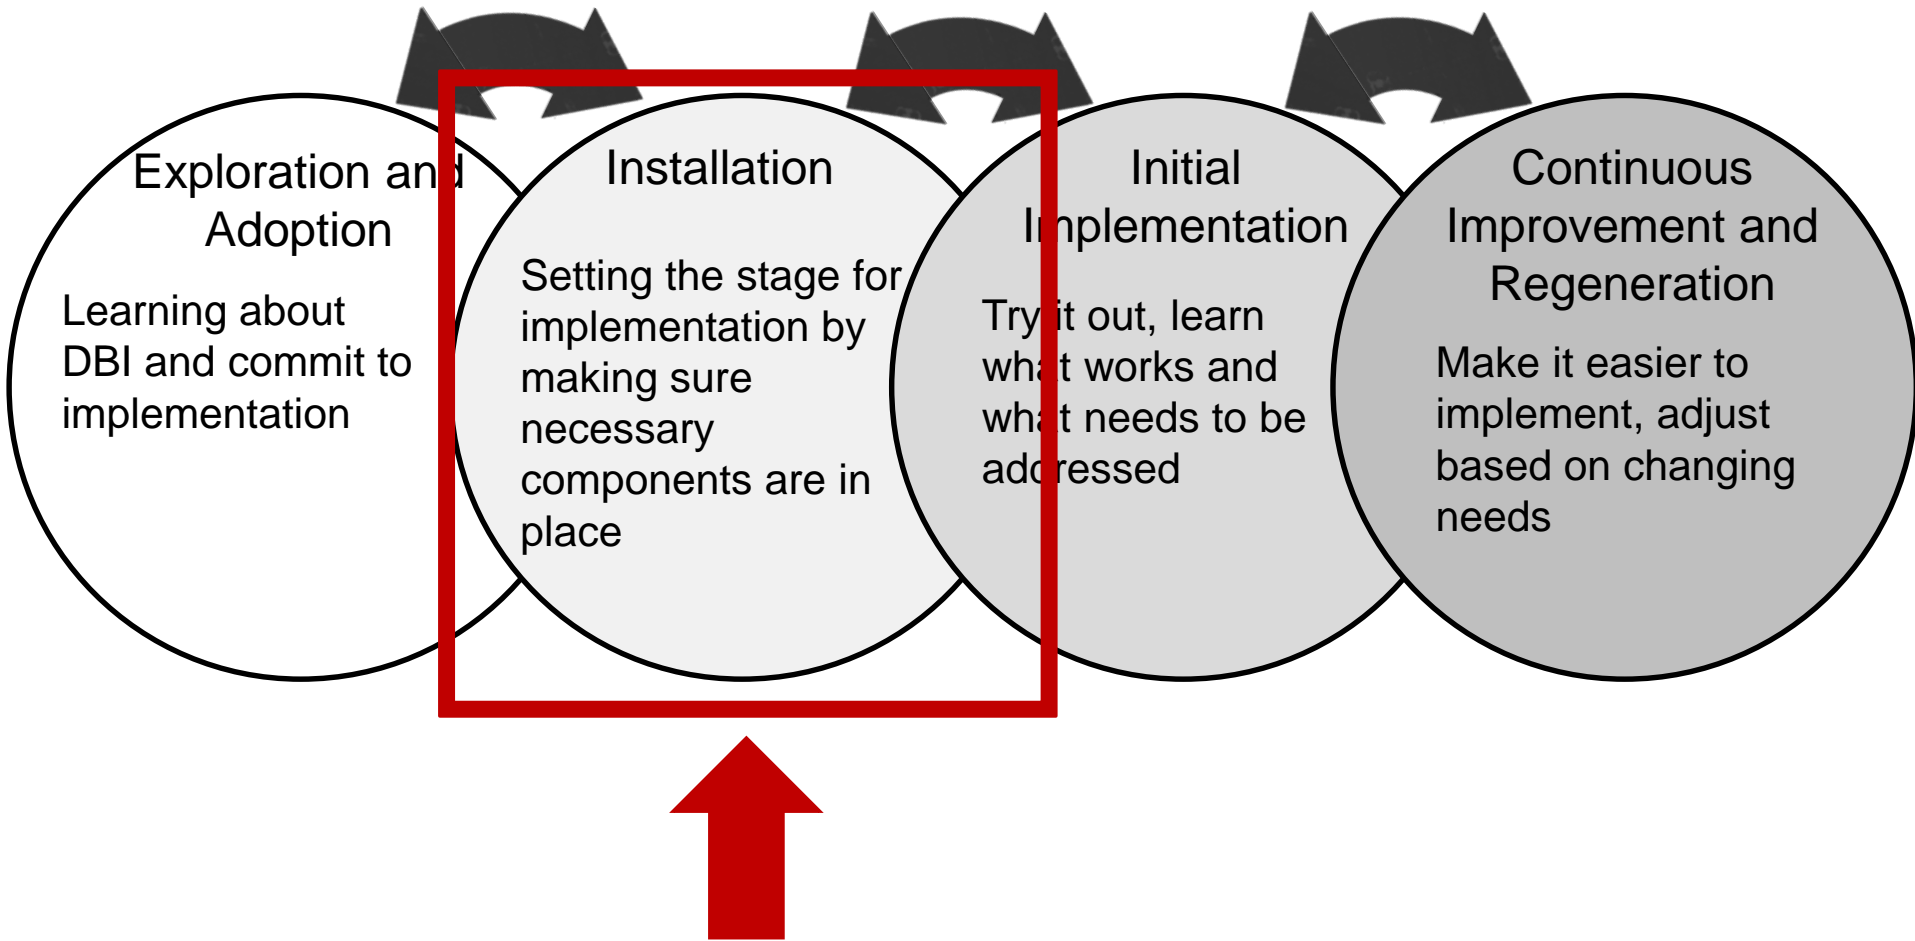 Exploration and
Adoption
Learning about
DBI and commit to
implementation
Installation
Setting the stage for
implementation by
making sure
necessary
components are in
place
Initial
Implementation
Try it out, learn
what works and
what needs to be
addressed
Continuous
Improvement and
Regeneration
Make it easier to
implement, adjust
based on changing
needs